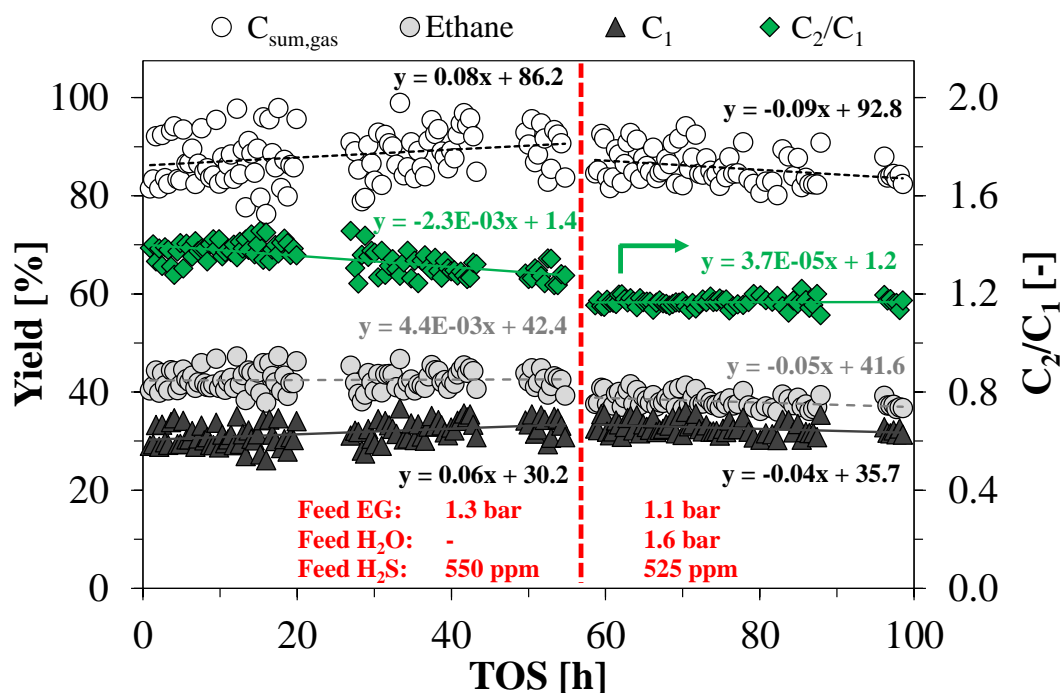 C_sum,gas Ethane C₁ C₂/C₁
y = 0.08x + 86.2
y = -0.09x + 92.8
y = -2.3E-03x + 1.4
y = 3.7E-05x + 1.2
y = 4.4E-03x + 42.4
y = -0.05x + 41.6
y = 0.06x + 30.2
y = -0.04x + 35.7
Feed EG: 1.3 bar 1.1 bar
Feed H₂O: - 1.6 bar
Feed H₂S: 550 ppm 525 ppm
Yield [%]
100
80
60
40
20
0
C₂/C₁ [-]
2.0
1.6
1.2
0.8
0.4
0.0
0 20 40 60 80 100
TOS [h]